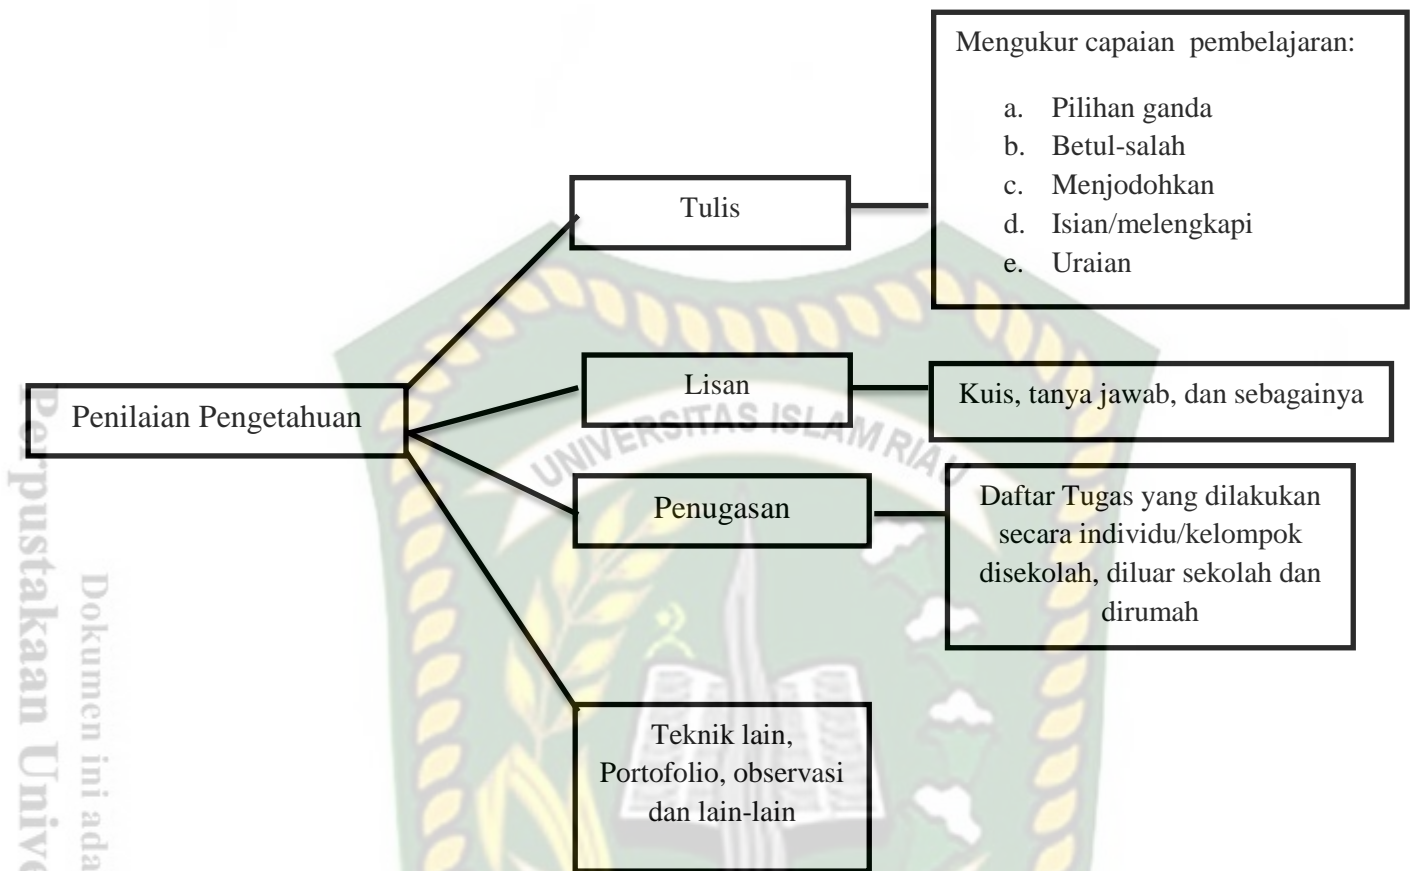 Mengukur capaian pembelajaran:
a. Pilihan ganda
b. Betul-salah
c. Menjodohkan
d. Isian/melengkapi
e. Uraian
Tulis
Lisan
Kuis, tanya jawab, dan sebagainya
Penilaian Pengetahuan
UNIVERSITAS ISLAM RIAU
Penugasan
Daftar Tugas yang dilakukan
secara individu/kelompok
disekolah, diluar sekolah dan
dirumah
Teknik lain,
Portofolio, observasi
dan lain-lain
Perpustakaan Unive
Dokumen ini ada